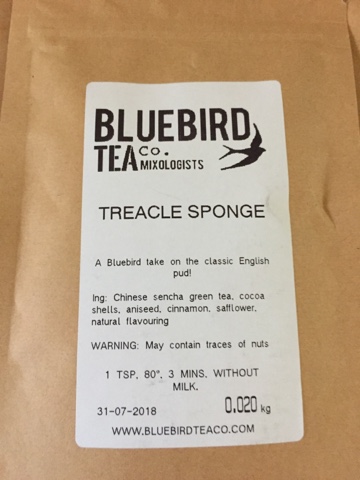 BLUEBIRD
TEA Co.
MIXOLOGISTS
TREACLE SPONGE
A Bluebird take on the classic English
pud!
Ing: Chinese sencha green tea, cocoa
shells, aniseed, cinnamon, safflower,
natural flavouring
WARNING: May contain traces of nuts
1 TSP, 80°, 3 MINS, WITHOUT
MILK.
31-07-2018 0.020 kg
WWW.BLUEBIRDTEACO.COM